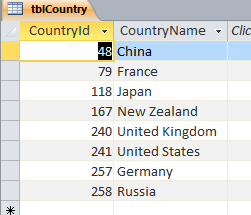 tblCountry
CountryId CountryName Clic
48 China
79 France
118 Japan
167 New Zealand
240 United Kingdom
241 United States
257 Germany
258 Russia